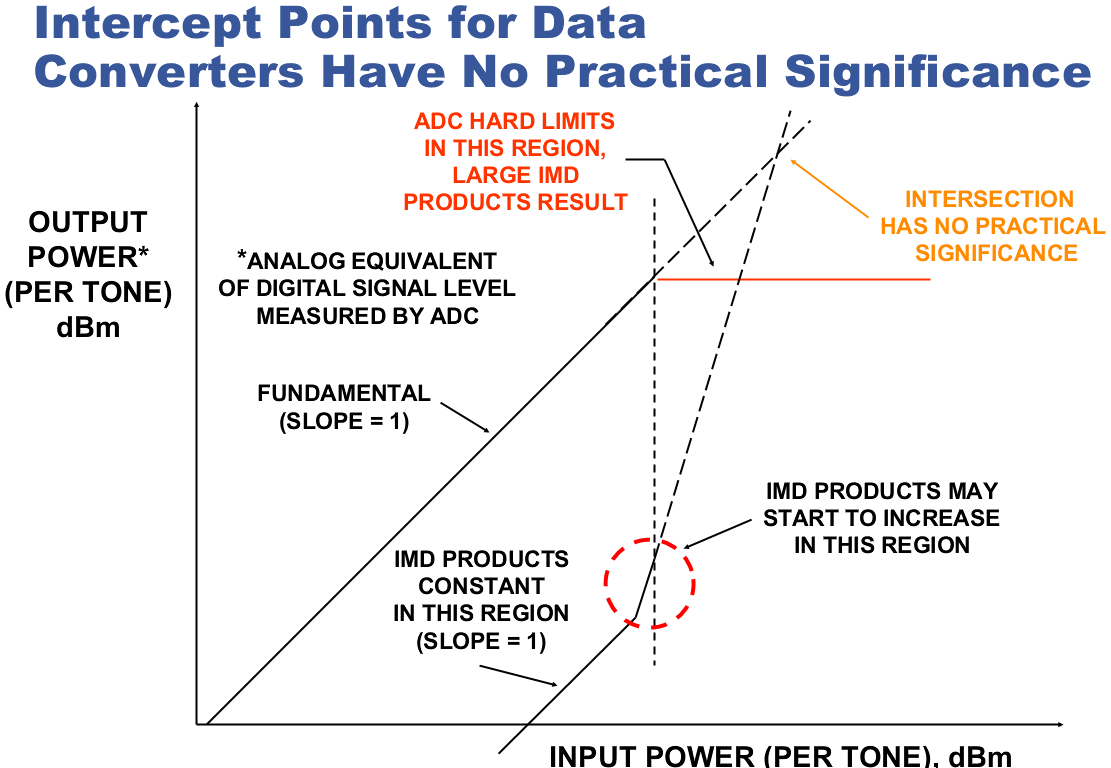 Intercept Points for Data
Converters Have No Practical Significance
ADC HARD LIMITS
IN THIS REGION,
LARGE IMD
PRODUCTS RESULT
INTERSECTION
HAS NO PRACTICAL
SIGNIFICANCE
OUTPUT
POWER*
(PER TONE)
dBm
*ANALOG EQUIVALENT
OF DIGITAL SIGNAL LEVEL
MEASURED BY ADC
FUNDAMENTAL
(SLOPE = 1)
IMD PRODUCTS MAY
START TO INCREASE
IN THIS REGION
IMD PRODUCTS
CONSTANT
IN THIS REGION
(SLOPE = 1)
INPUT POWER (PER TONE), dBm